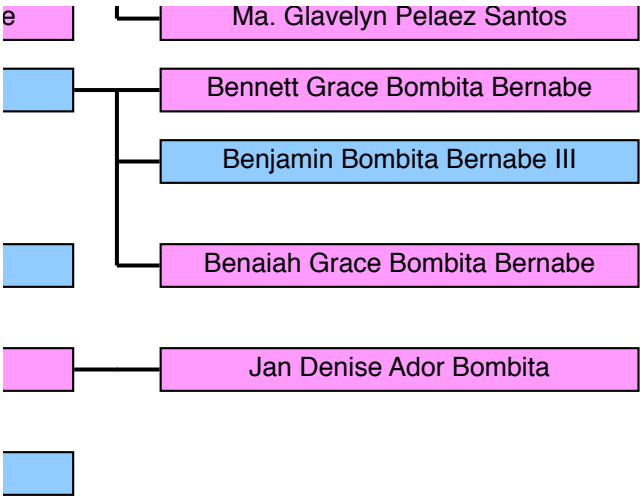 e
Ma. Glavelyn Pelaez Santos
Bennett Grace Bombita Bernabe
Benjamin Bombita Bernabe III
Benaiah Grace Bombita Bernabe
Jan Denise Ador Bombita